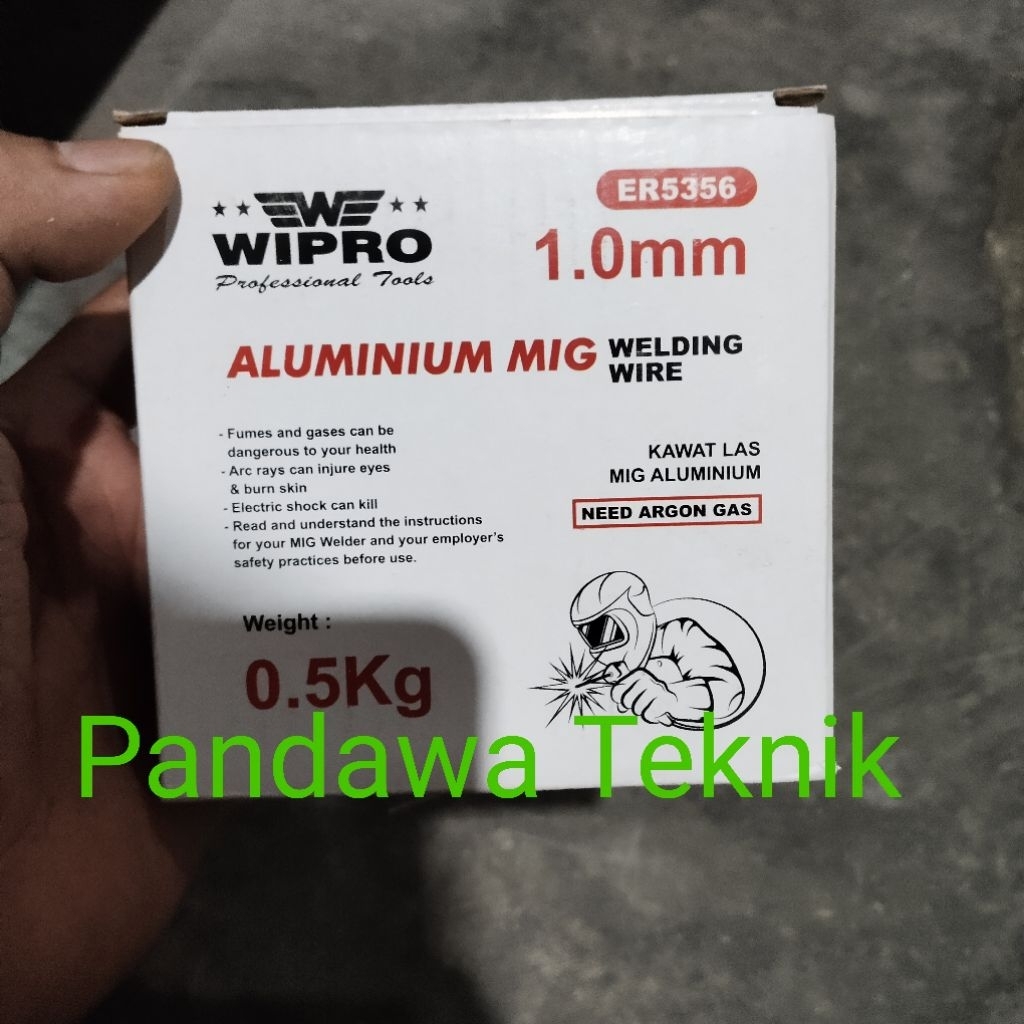 W
WIPRO
Professional Tools
ER5356
1.0mm
ALUMINIUM MIG WELDING
WIRE
- Fumes and gases can be
dangerous to your health
- Arc rays can injure eyes
& burn skin
- Electric shock can kill
- Read and understand the instructions
for your MIG Welder and your employer's
safety practices before use.
KAWAT LAS
MIG ALUMINIUM
NEED ARGON GAS
Weight :
0.5Kg
Pandawa Teknik